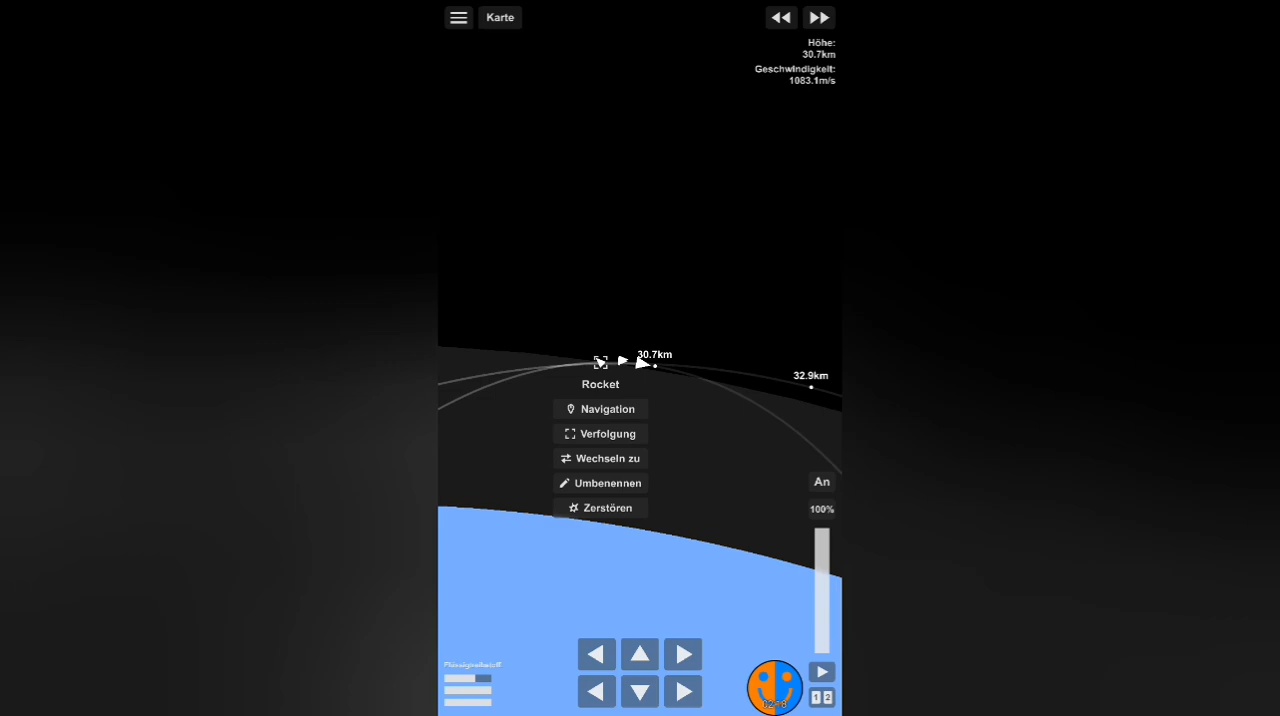 Karte
Höhe:
30.7km
Geschwindigkeit:
1083.1m/s
30.7km
32.9km
Rocket
Navigation
Verfolgung
Wechseln zu
Umbenennen
Zerstören
An
100%
Flüssigtreibstoff
1 2